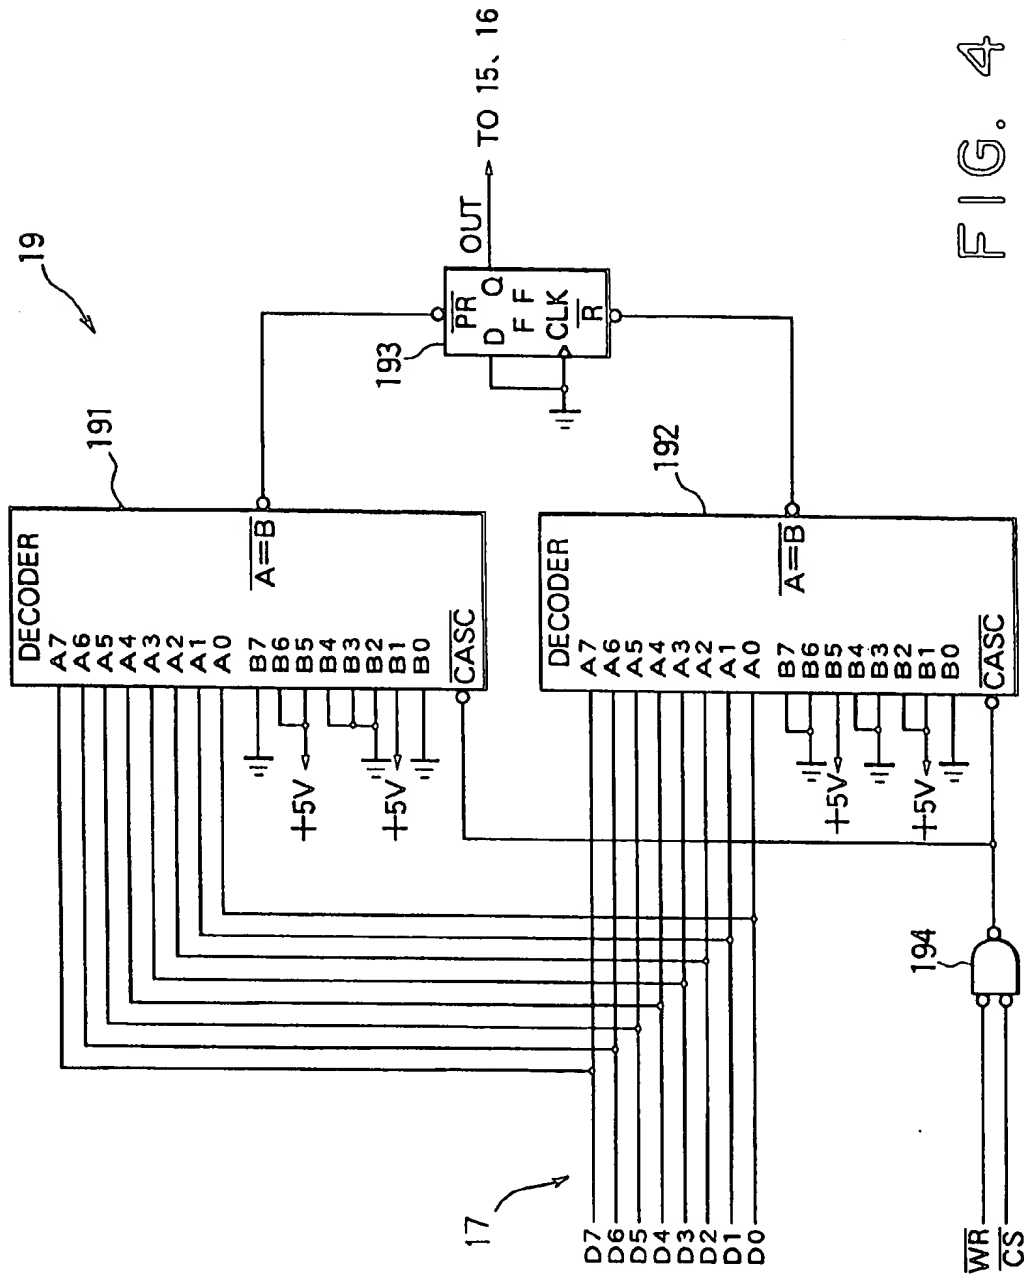 19
191
DECODER
A7
A6
A5
A4
A3
A2
A1
A0
B7
B6
B5
B4
B3
B2
B1
B0
CASC
A=B
+5V
+5V
193
PR
D Q
F F
F F
CLK
R
OUT
TO 15、16
192
DECODER
A7
A6
A5
A4
A3
A2
A1
A0
B7
B6
B5
B4
B3
B2
B1
B0
CASC
A=B
+5V
+5V
17
D7
D6
D5
D4
D3
D2
D1
D0
194
WR
CS
FIG. 4